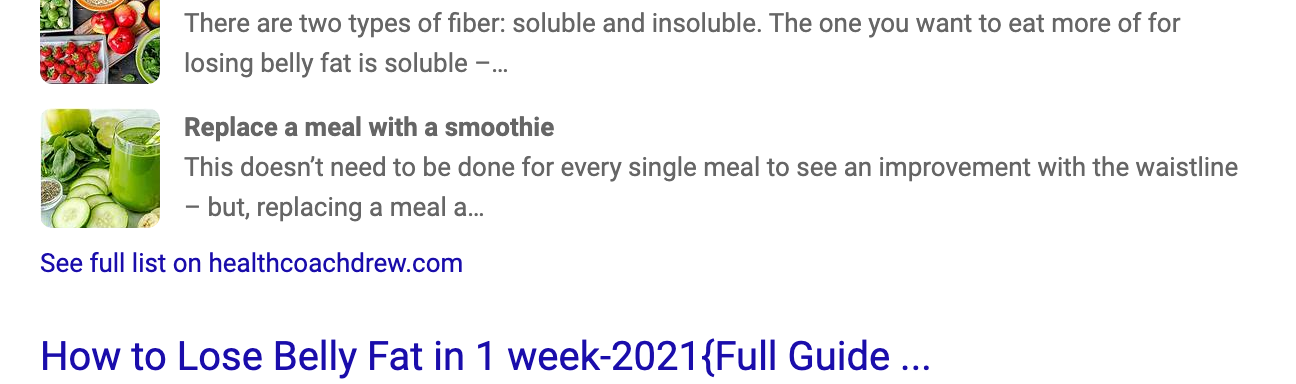 There are two types of fiber: soluble and insoluble. The one you want to eat more of for
losing belly fat is soluble –...
Replace a meal with a smoothie
This doesn’t need to be done for every single meal to see an improvement with the waistline
– but, replacing a meal a...
See full list on healthcoachdrew.com
How to Lose Belly Fat in 1 week-2021{Full Guide ...